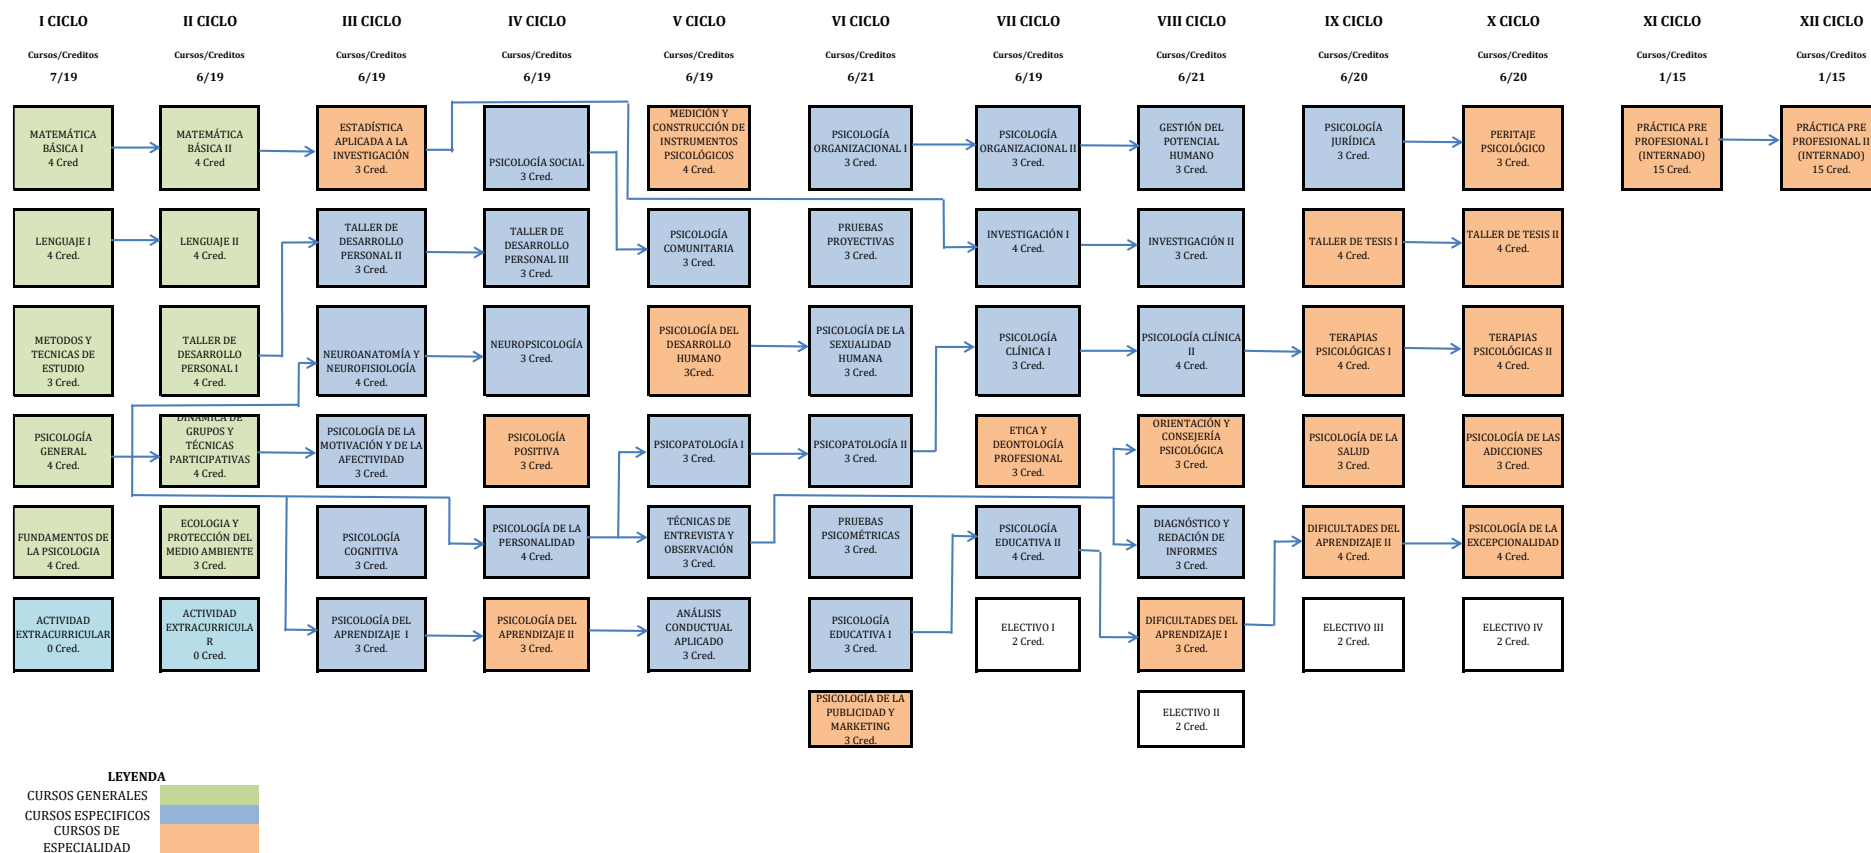 I CICLO
Cursos/Creditos
7/19
MATEMÁTICA
BÁSICA I
4 Cred
LENGUAJE I
4 Cred.
METODOS Y
TECNICAS DE
ESTUDIO
3 Cred.
PSICOLOGÍA
GENERAL
4 Cred.
FUNDAMENTOS DE
LA PSICOLOGIA
4 Cred.
ACTIVIDAD
EXTRACURRICULAR
0 Cred.
II CICLO
Cursos/Creditos
6/19
MATEMÁTICA
BÁSICA II
4 Cred
LENGUAJE II
4 Cred.
TALLER DE
DESARROLLO
PERSONAL I
4 Cred.
DINÁMICA DE
GRUPOS Y
TÉCNICAS
PARTICIPATIVAS
4 Cred.
ECOLOGIA Y
PROTECCIÓN DEL
MEDIO AMBIENTE
3 Cred.
ACTIVIDAD
EXTRACURRICULA
R
0 Cred.
III CICLO
Cursos/Creditos
6/19
ESTADÍSTICA
APLICADA A LA
INVESTIGACIÓN
3 Cred.
TALLER DE
DESARROLLO
PERSONAL II
3 Cred.
NEUROANATOMÍA Y
NEUROFISIOLOGÍA
4 Cred.
PSICOLOGÍA DE LA
MOTIVACIÓN Y DE LA
AFECTIVIDAD
3 Cred.
PSICOLOGÍA
COGNITIVA
3 Cred.
PSICOLOGÍA DEL
APRENDIZAJE I
3 Cred.
IV CICLO
Cursos/Creditos
6/19
PSICOLOGÍA SOCIAL
3 Cred.
TALLER DE
DESARROLLO
PERSONAL III
3 Cred.
NEUROPSICOLOGÍA
3 Cred.
PSICOLOGÍA
POSITIVA
3 Cred.
PSICOLOGÍA DE LA
PERSONALIDAD
4 Cred.
PSICOLOGÍA DEL
APRENDIZAJE II
3 Cred.
V CICLO
Cursos/Creditos
6/19
MEDICIÓN Y
CONSTRUCCIÓN DE
INSTRUMENTOS
PSICOLÓGICOS
4 Cred.
PSICOLOGÍA
COMUNITARIA
3 Cred.
PSICOLOGÍA DEL
DESARROLLO
HUMANO
3Cred.
PSICOPATOLOGÍA I
3 Cred.
TÉCNICAS DE
ENTREVISTA Y
OBSERVACIÓN
3 Cred.
ANÁLISIS
CONDUCTUAL
APLICADO
3 Cred.
VI CICLO
Cursos/Creditos
6/21
PSICOLOGÍA
ORGANIZACIONAL I
3 Cred.
PRUEBAS
PROYECTIVAS
3 Cred.
PSICOLOGÍA DE LA
SEXUALIDAD
HUMANA
3 Cred.
PSICOPATOLOGÍA II
3 Cred.
PRUEBAS
PSICOMÉTRICAS
3 Cred.
PSICOLOGÍA
EDUCATIVA I
3 Cred.
PSICOLOGÍA DE LA
PUBLICIDAD Y
MARKETING
3 Cred.
VII CICLO
Cursos/Creditos
6/19
PSICOLOGÍA
ORGANIZACIONAL II
3 Cred.
INVESTIGACIÓN I
4 Cred.
PSICOLOGÍA
CLÍNICA I
3 Cred.
ETICA Y
DEONTOLOGÍA
PROFESIONAL
3 Cred.
PSICOLOGÍA
EDUCATIVA II
4 Cred.
ELECTIVO I
2 Cred.
VIII CICLO
Cursos/Creditos
6/21
GESTIÓN DEL
POTENCIAL
HUMANO
3 Cred.
INVESTIGACIÓN II
3 Cred.
PSICOLOGÍA CLÍNICA
II
4 Cred.
ORIENTACIÓN Y
CONSEJERÍA
PSICOLÓGICA
3 Cred.
DIAGNÓSTICO Y
REDACIÓN DE
INFORMES
3 Cred.
DIFICULTADES DEL
APRENDIZAJE I
3 Cred.
ELECTIVO II
2 Cred.
IX CICLO
Cursos/Creditos
6/20
PSICOLOGÍA
JURÍDICA
3 Cred.
TALLER DE TESIS I
4 Cred.
TERAPIAS
PSICOLÓGICAS I
4 Cred.
PSICOLOGÍA DE LA
SALUD
3 Cred.
DIFICULTADES DEL
APRENDIZAJE II
4 Cred.
ELECTIVO III
2 Cred.
X CICLO
Cursos/Creditos
6/20
PERITAJE
PSICOLÓGICO
3 Cred.
TALLER DE TESIS II
4 Cred.
TERAPIAS
PSICOLÓGICAS II
4 Cred.
PSICOLOGÍA DE LAS
ADICCIONES
3 Cred.
PSICOLOGÍA DE LA
EXCEPCIONALIDAD
4 Cred.
ELECTIVO IV
2 Cred.
XI CICLO
Cursos/Creditos
1/15
PRÁCTICA PRE
PROFESIONAL I
(INTERNADO)
15 Cred.
XII CICLO
Cursos/Creditos
1/15
PRÁCTICA PRE
PROFESIONAL II
(INTERNADO)
15 Cred.
LEYENDA
CURSOS GENERALES
CURSOS ESPECIFICOS
CURSOS DE
ESPECIALIDAD